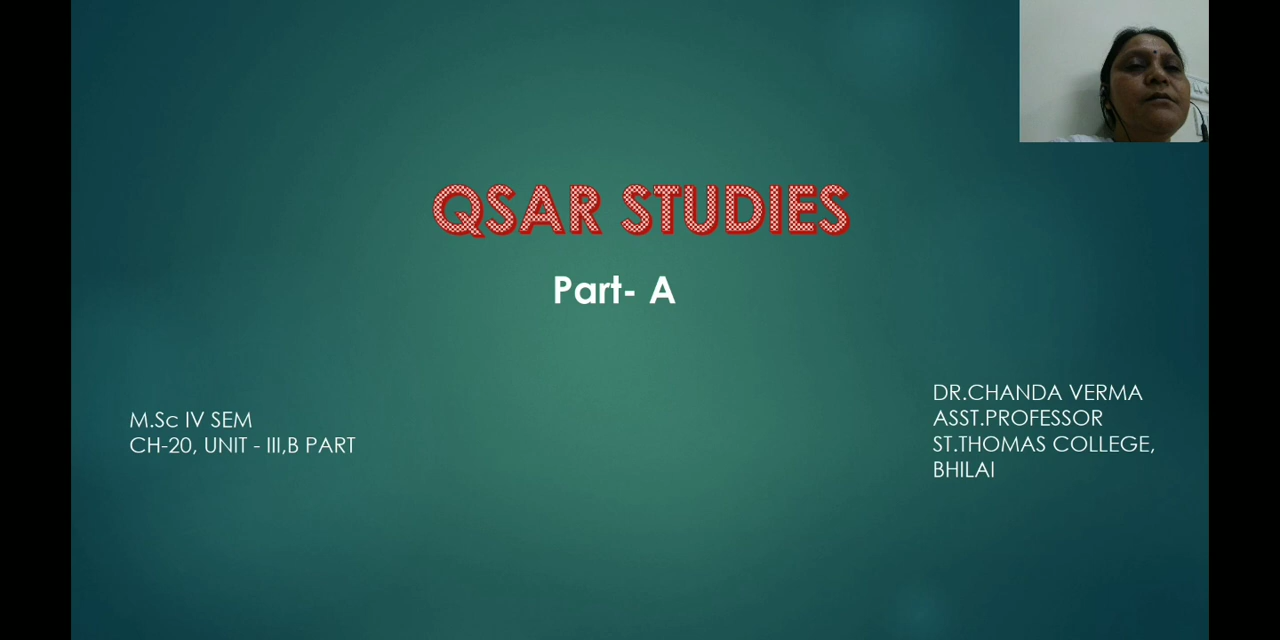 QSAR STUDIES
Part- A
M.Sc IV SEM
CH-20, UNIT - III,B PART
DR.CHANDA VERMA
ASST.PROFESSOR
ST.THOMAS COLLEGE,
BHILAI